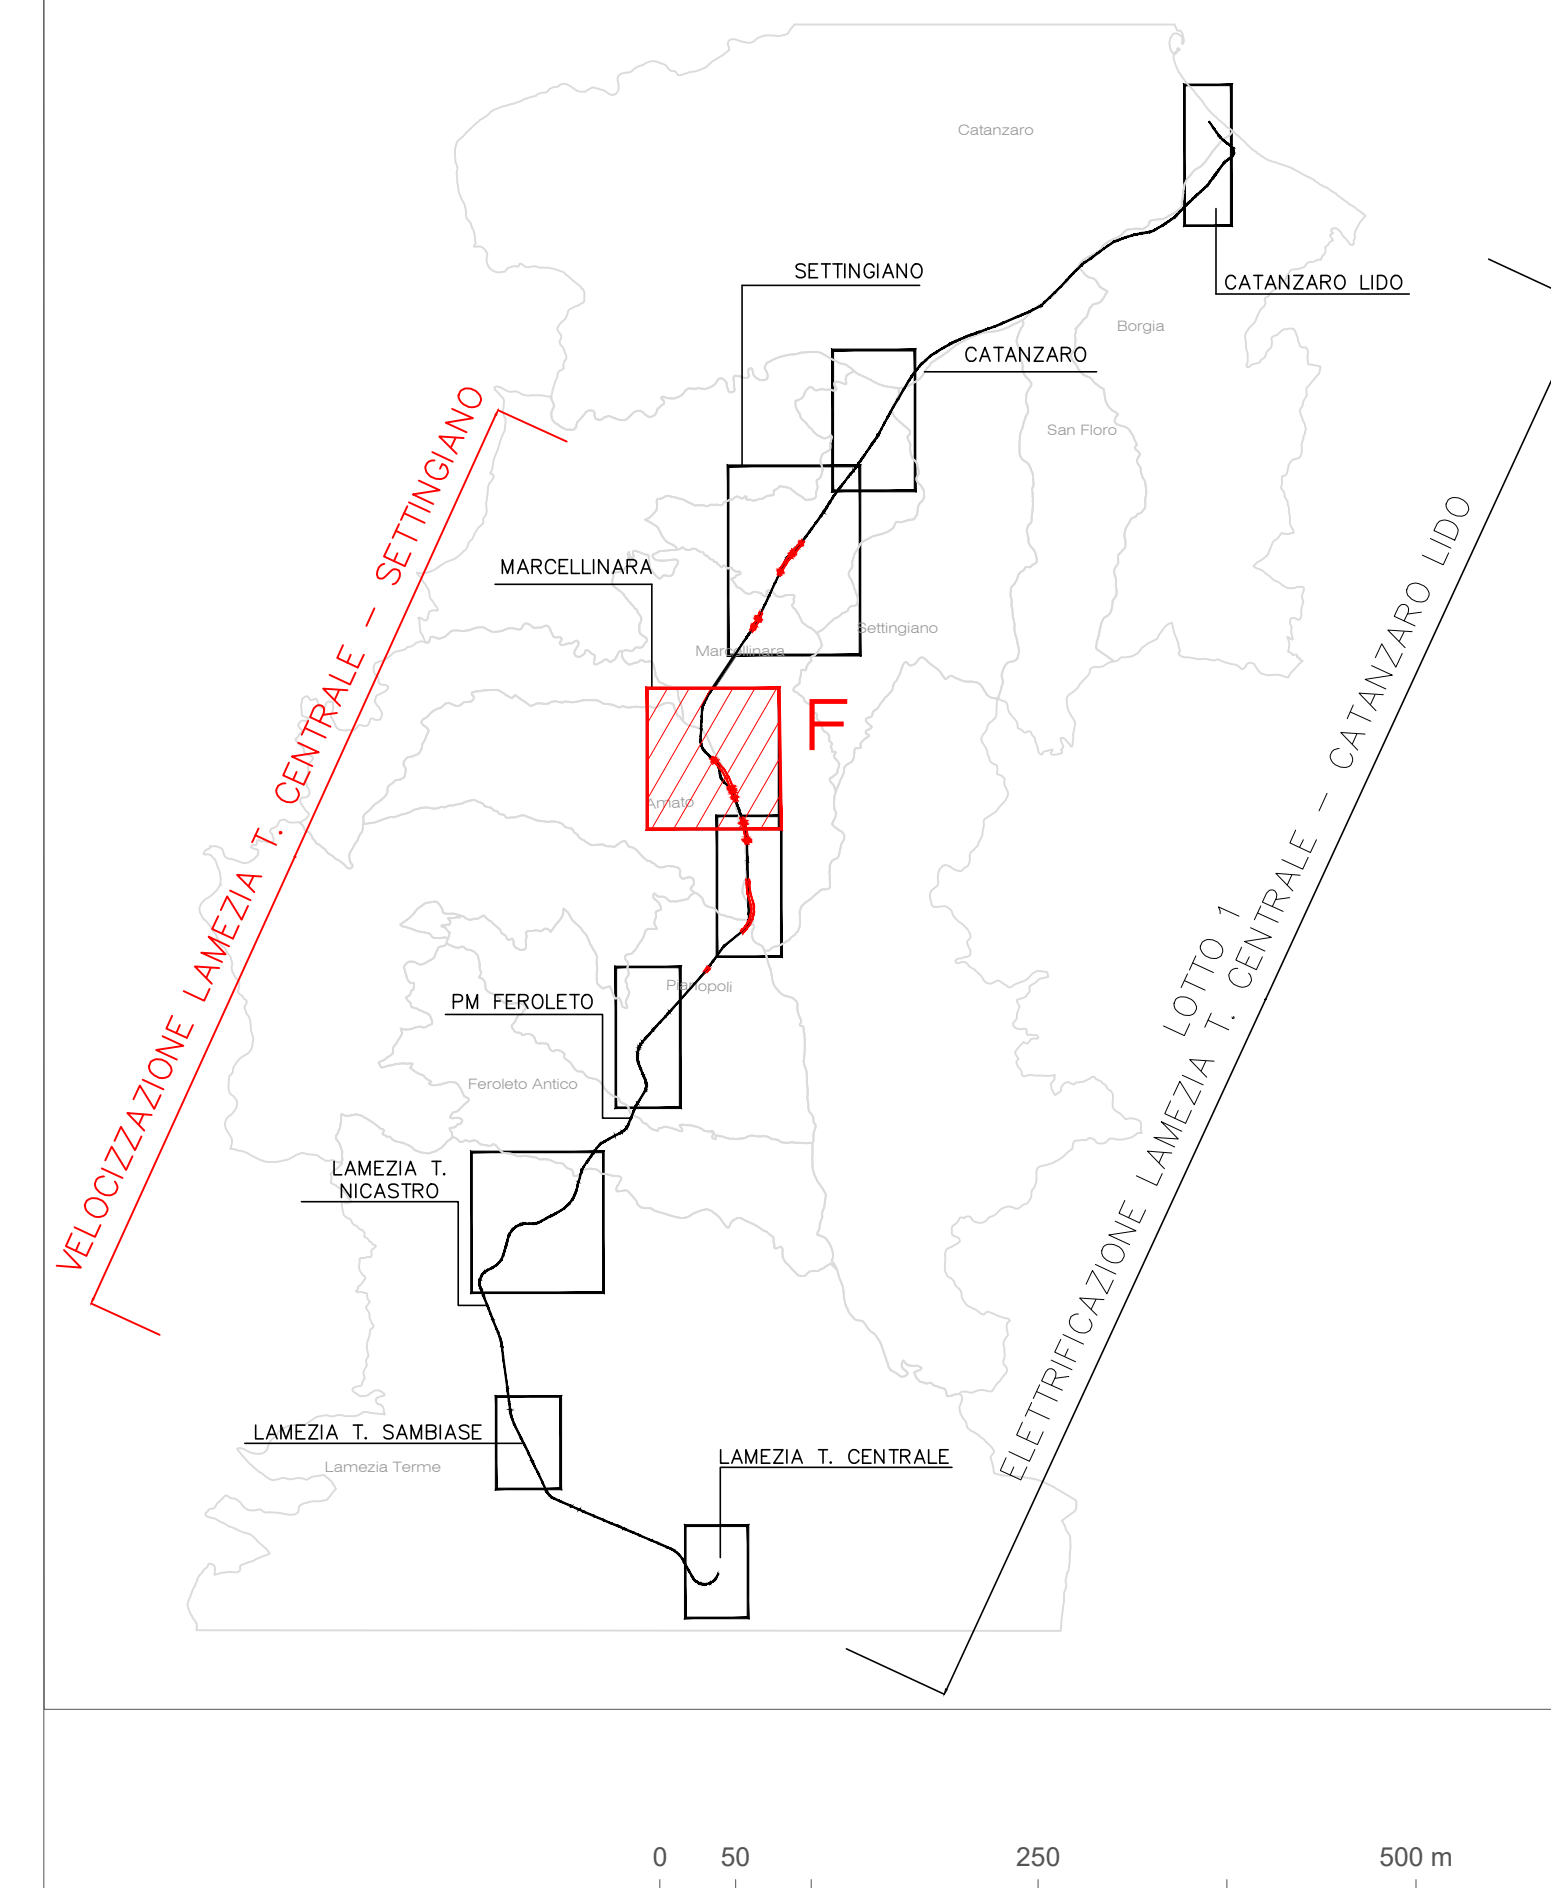 Catanzaro
SETTINGIANO
CATANZARO LIDO
Borgia
CATANZARO
San Floro
VELOCIZZAZIONE LAMEZIA T. CENTRALE - SETTINGIANO
MARCELLINARA
Settingiano
Marcellinara
F
Amato
LOTTO 1
ELETTRIFICAZIONE LAMEZIA T. CENTRALE - CATANZARO LIDO
Pianopoli
PM FEROLETO
Feroleto Antico
LAMEZIA T.
NICASTRO
LAMEZIA T. SAMBIASE
LAMEZIA T. CENTRALE
Lamezia Terme
0 50 250 500 m